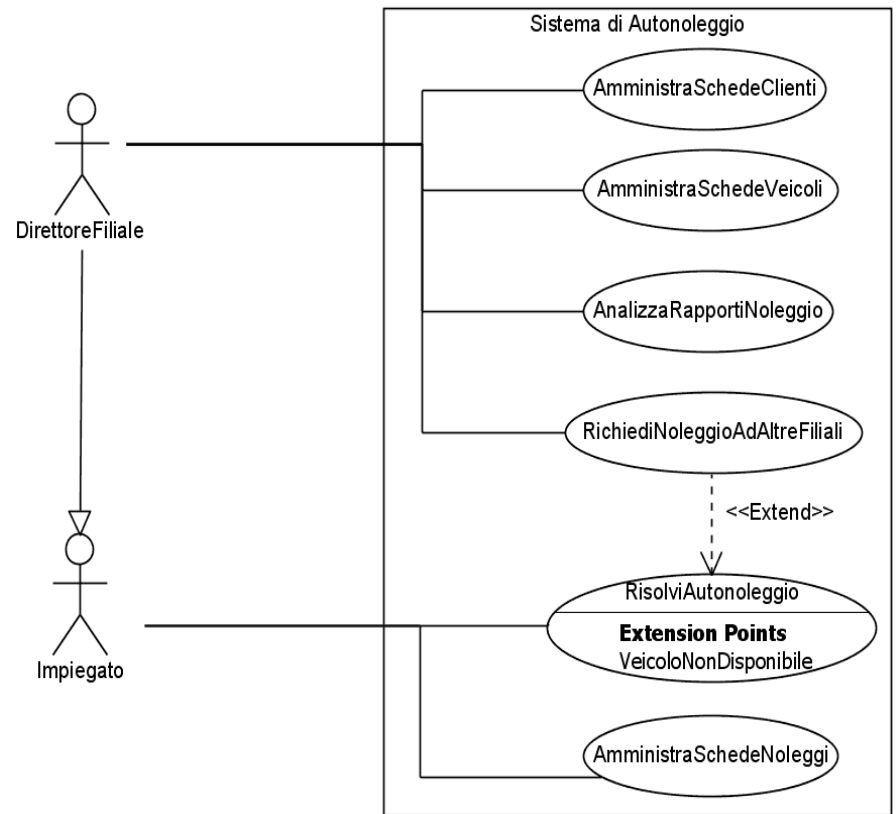 Sistema di Autonoleggio
AmministraSchedeClienti
AmministraSchedeVeicoli
DirettoreFiliale
AnalizzaRapportiNoleggio
RichiediNoleggioAdAltreFiliali
<<Extend>>
RisolviAutonoleggio
Extension Points
VeicoloNonDisponibile
Impiegato
AmministraSchedeNoleggi